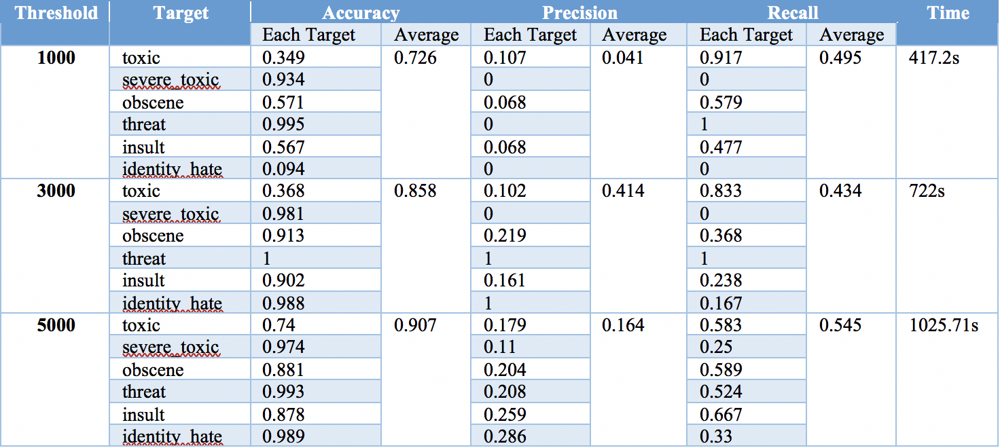 Threshold Target Accuracy Precision Recall Time
Each Target Average Each Target Average Each Target Average
1000 toxic 0.349 0.726 0.107 0.041 0.917 0.495 417.2s
severe_toxic 0.934 0 0
obscene 0.571 0.068 0.579
threat 0.995 0 1
insult 0.567 0.068 0.477
identity_hate 0.094 0 0
3000 toxic 0.368 0.858 0.102 0.414 0.833 0.434 722s
severe_toxic 0.981 0 0
obscene 0.913 0.219 0.368
threat 1 1 1
insult 0.902 0.161 0.238
identity_hate 0.988 1 0.167
5000 toxic 0.74 0.907 0.179 0.164 0.583 0.545 1025.71s
severe_toxic 0.974 0.11 0.25
obscene 0.881 0.204 0.589
threat 0.993 0.208 0.524
insult 0.878 0.259 0.667
identity_hate 0.989 0.286 0.33